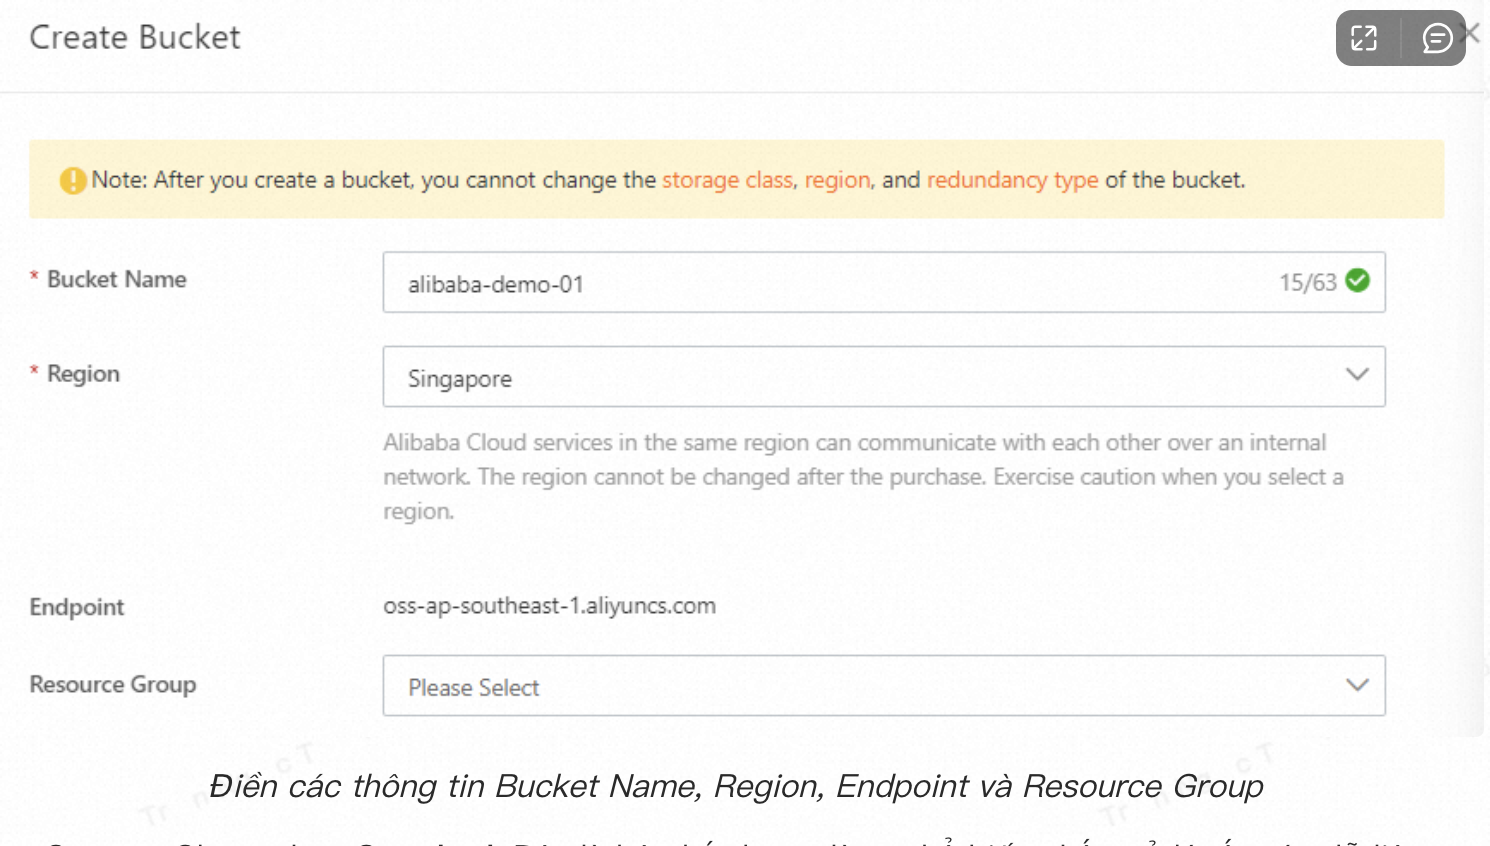 Create Bucket
Note: After you create a bucket, you cannot change the storage class, region, and redundancy type of the bucket.
* Bucket Name
alibaba-demo-01
15/63
* Region
Singapore
Alibaba Cloud services in the same region can communicate with each other over an internal
network. The region cannot be changed after the purchase. Exercise caution when you select a
region.
Endpoint
oss-ap-southeast-1.aliyuncs.com
Resource Group
Please Select
Điền các thông tin Bucket Name, Region, Endpoint và Resource Group